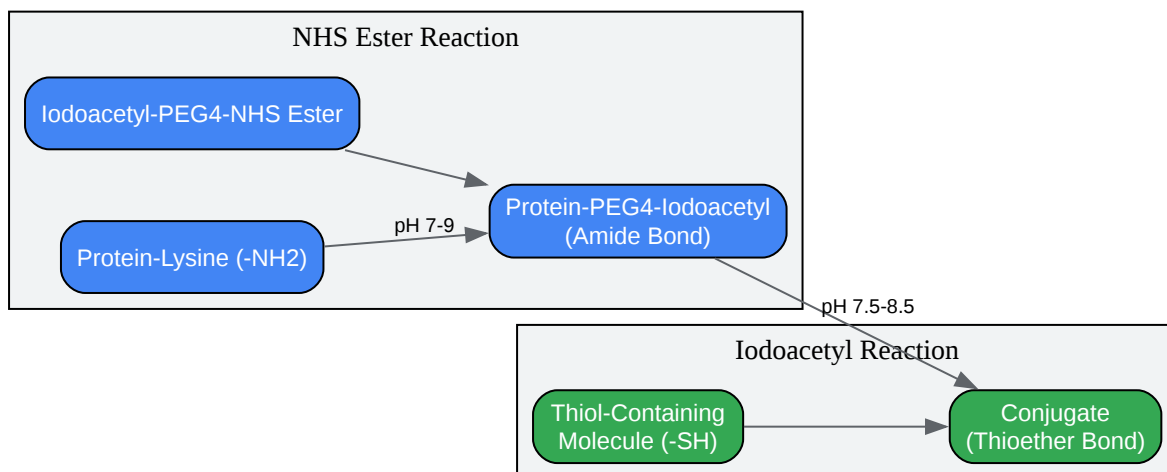 NHS Ester Reaction
Iodoacetyl-PEG4-NHS Ester
Protein-PEG4-Iodoacetyl
(Amide Bond)
pH 7-9
Protein-Lysine (-NH2)
pH 7.5-8.5
Iodoacetyl Reaction
Thiol-Containing
Molecule (-SH)
Conjugate
(Thioether Bond)